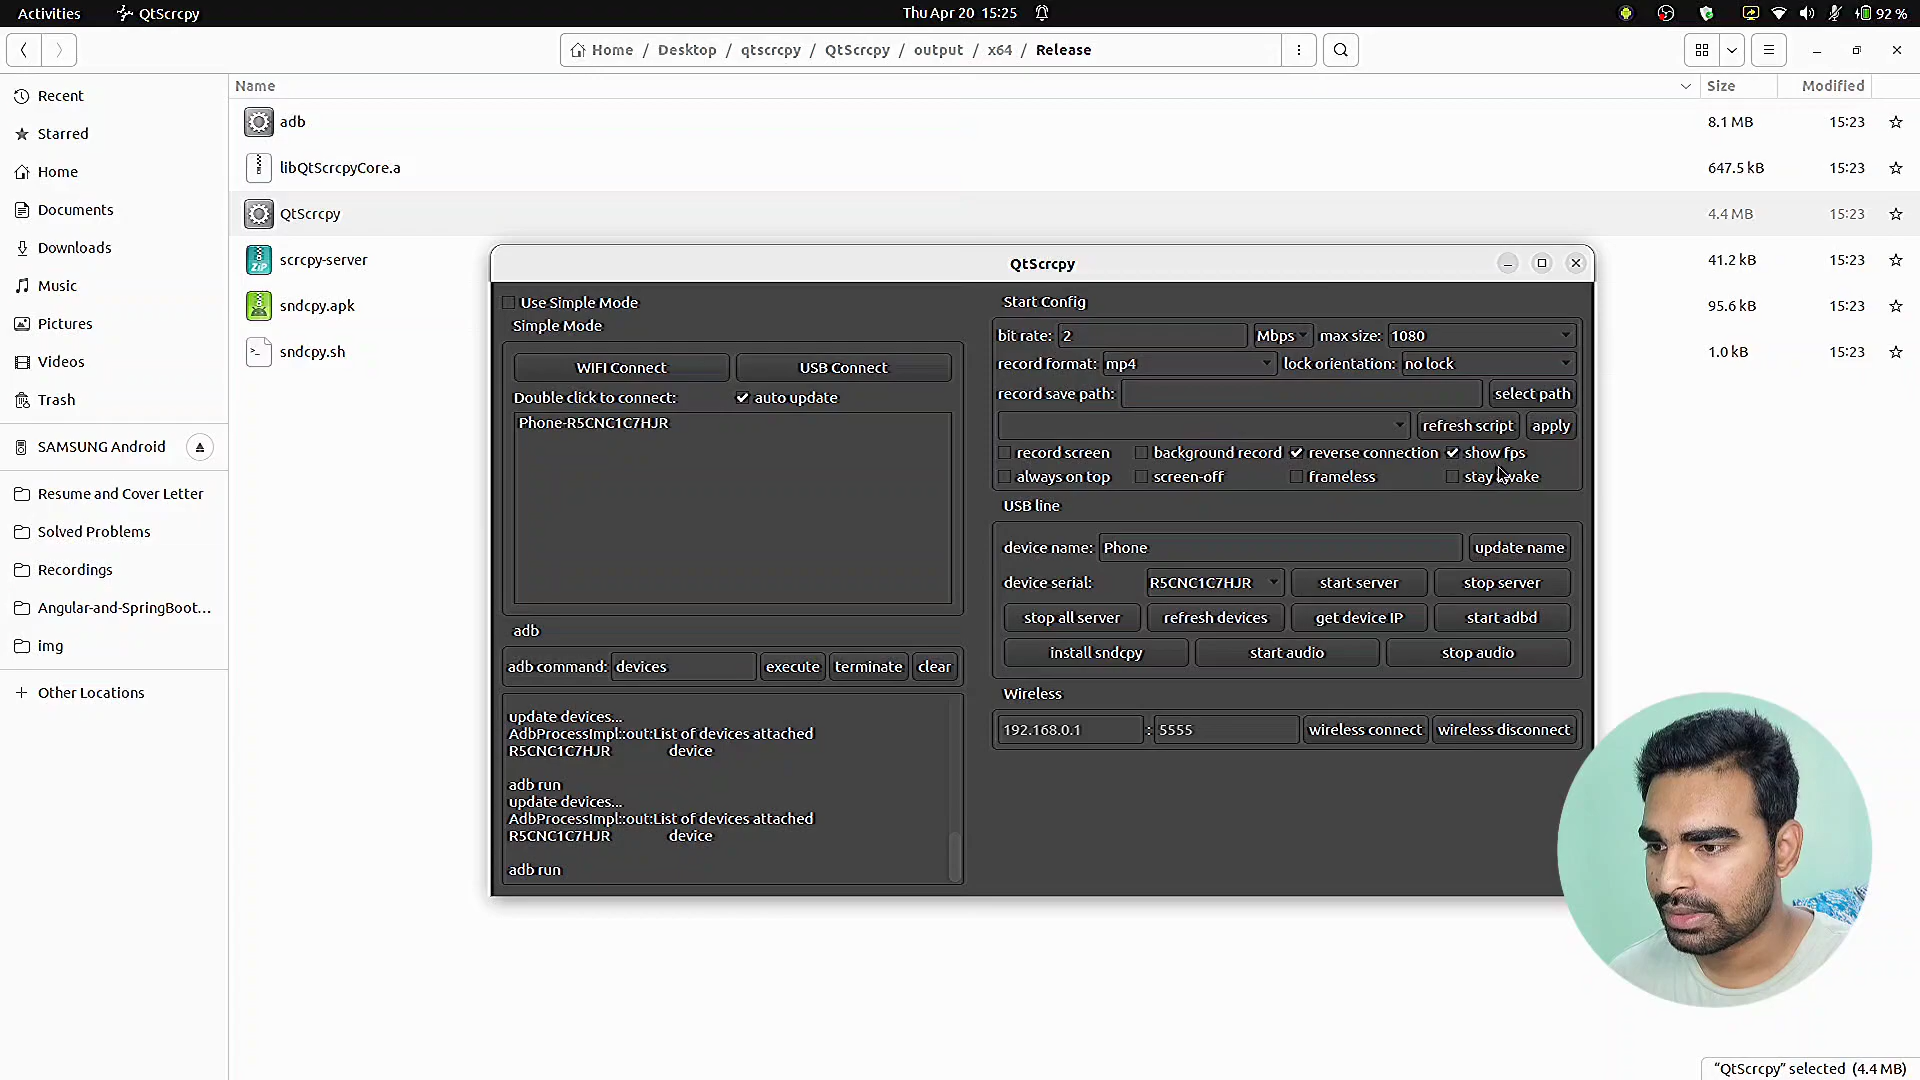 Activities QtScrcpy Thu Apr 20 15:25 92 %
Home / Desktop / qtscrcpy / QtScrcpy / output / x64 / Release
Recent
Starred
Home
Documents
Downloads
Music
Pictures
Videos
Trash
SAMSUNG Android
Resume and Cover Letter
Solved Problems
Recordings
Angular-and-SpringBoot...
img
+ Other Locations
Name Size Modified
adb 8.1 MB 15:23
libQtScrcpyCore.a 647.5 kB 15:23
QtScrcpy 4.4 MB 15:23
scrcpy-server 41.2 kB 15:23
sndcpy.apk 95.6 kB 15:23
sndcpy.sh 1.0 kB 15:23
ZIP
QtScrcpy
Use Simple Mode
Simple Mode
WIFI Connect USB Connect
Double click to connect: auto update
Phone-R5CNC1C7HJR
adb
adb command: devices execute terminate clear
update devices...
AdbProcessImpl::out:List of devices attached
R5CNC1C7HJR device
adb run
update devices...
AdbProcessImpl::out:List of devices attached
R5CNC1C7HJR device
adb run
Start Config
bit rate: 2 Mbps max size: 1080
record format: mp4 lock orientation: no lock
record save path: select path
refresh script apply
record screen background record reverse connection show fps
always on top screen-off frameless stay awake
USB line
device name: Phone update name
device serial: R5CNC1C7HJR start server stop server
stop all server refresh devices get device IP start adbd
install sndcpy start audio stop audio
Wireless
192.168.0.1 : 5555 wireless connect wireless disconnect
"QtScrcpy" selected (4.4 MB)